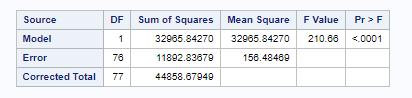 Source DF Sum of Squares Mean Square F Value Pr > F
Model 1 32965.84270 32965.84270 210.66 <.0001
Error 76 11892.83679 156.48469
Corrected Total 77 44858.67949